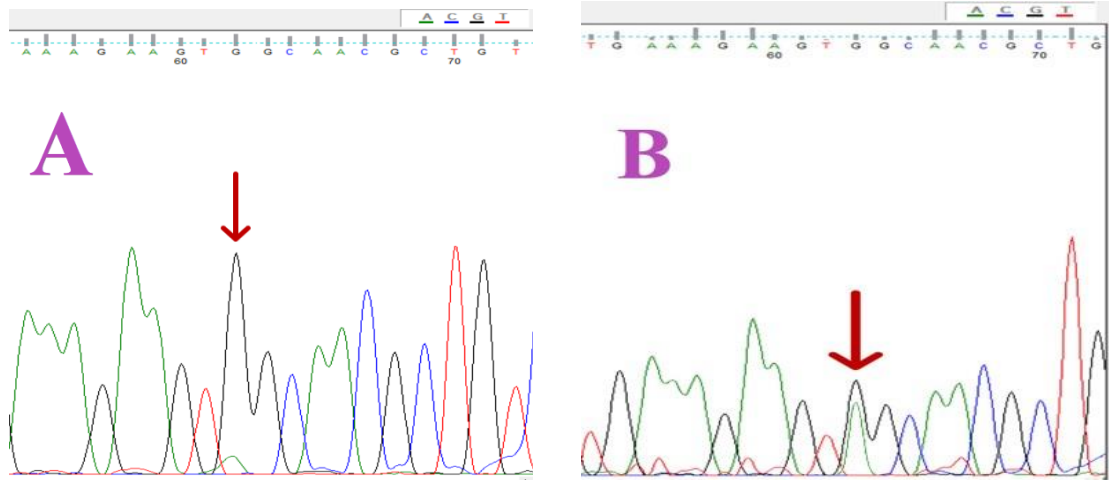 A C G T
A A A G A A G T G G C A A C G C T G T
60 70
A
A C G T
T G A A A G A A G T G G C A A C G C T G
60 70
B